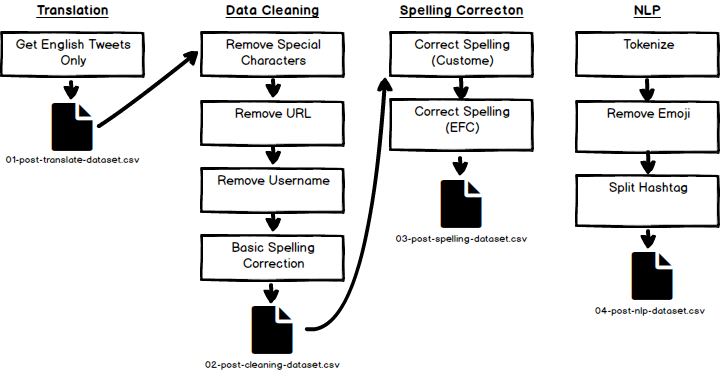 Translation
Get English Tweets
Only
01-post-translate-dataset.csv
Data Cleaning
Remove Special
Characters
Remove URL
Remove Username
Basic Spelling
Correction
02-post-cleaning-dataset.csv
Spelling Correcton
Correct Spelling
(Custome)
Correct Spelling
(EFC)
03-post-spelling-dataset.csv
NLP
Tokenize
Remove Emoji
Split Hashtag
04-post-nlp-dataset.csv